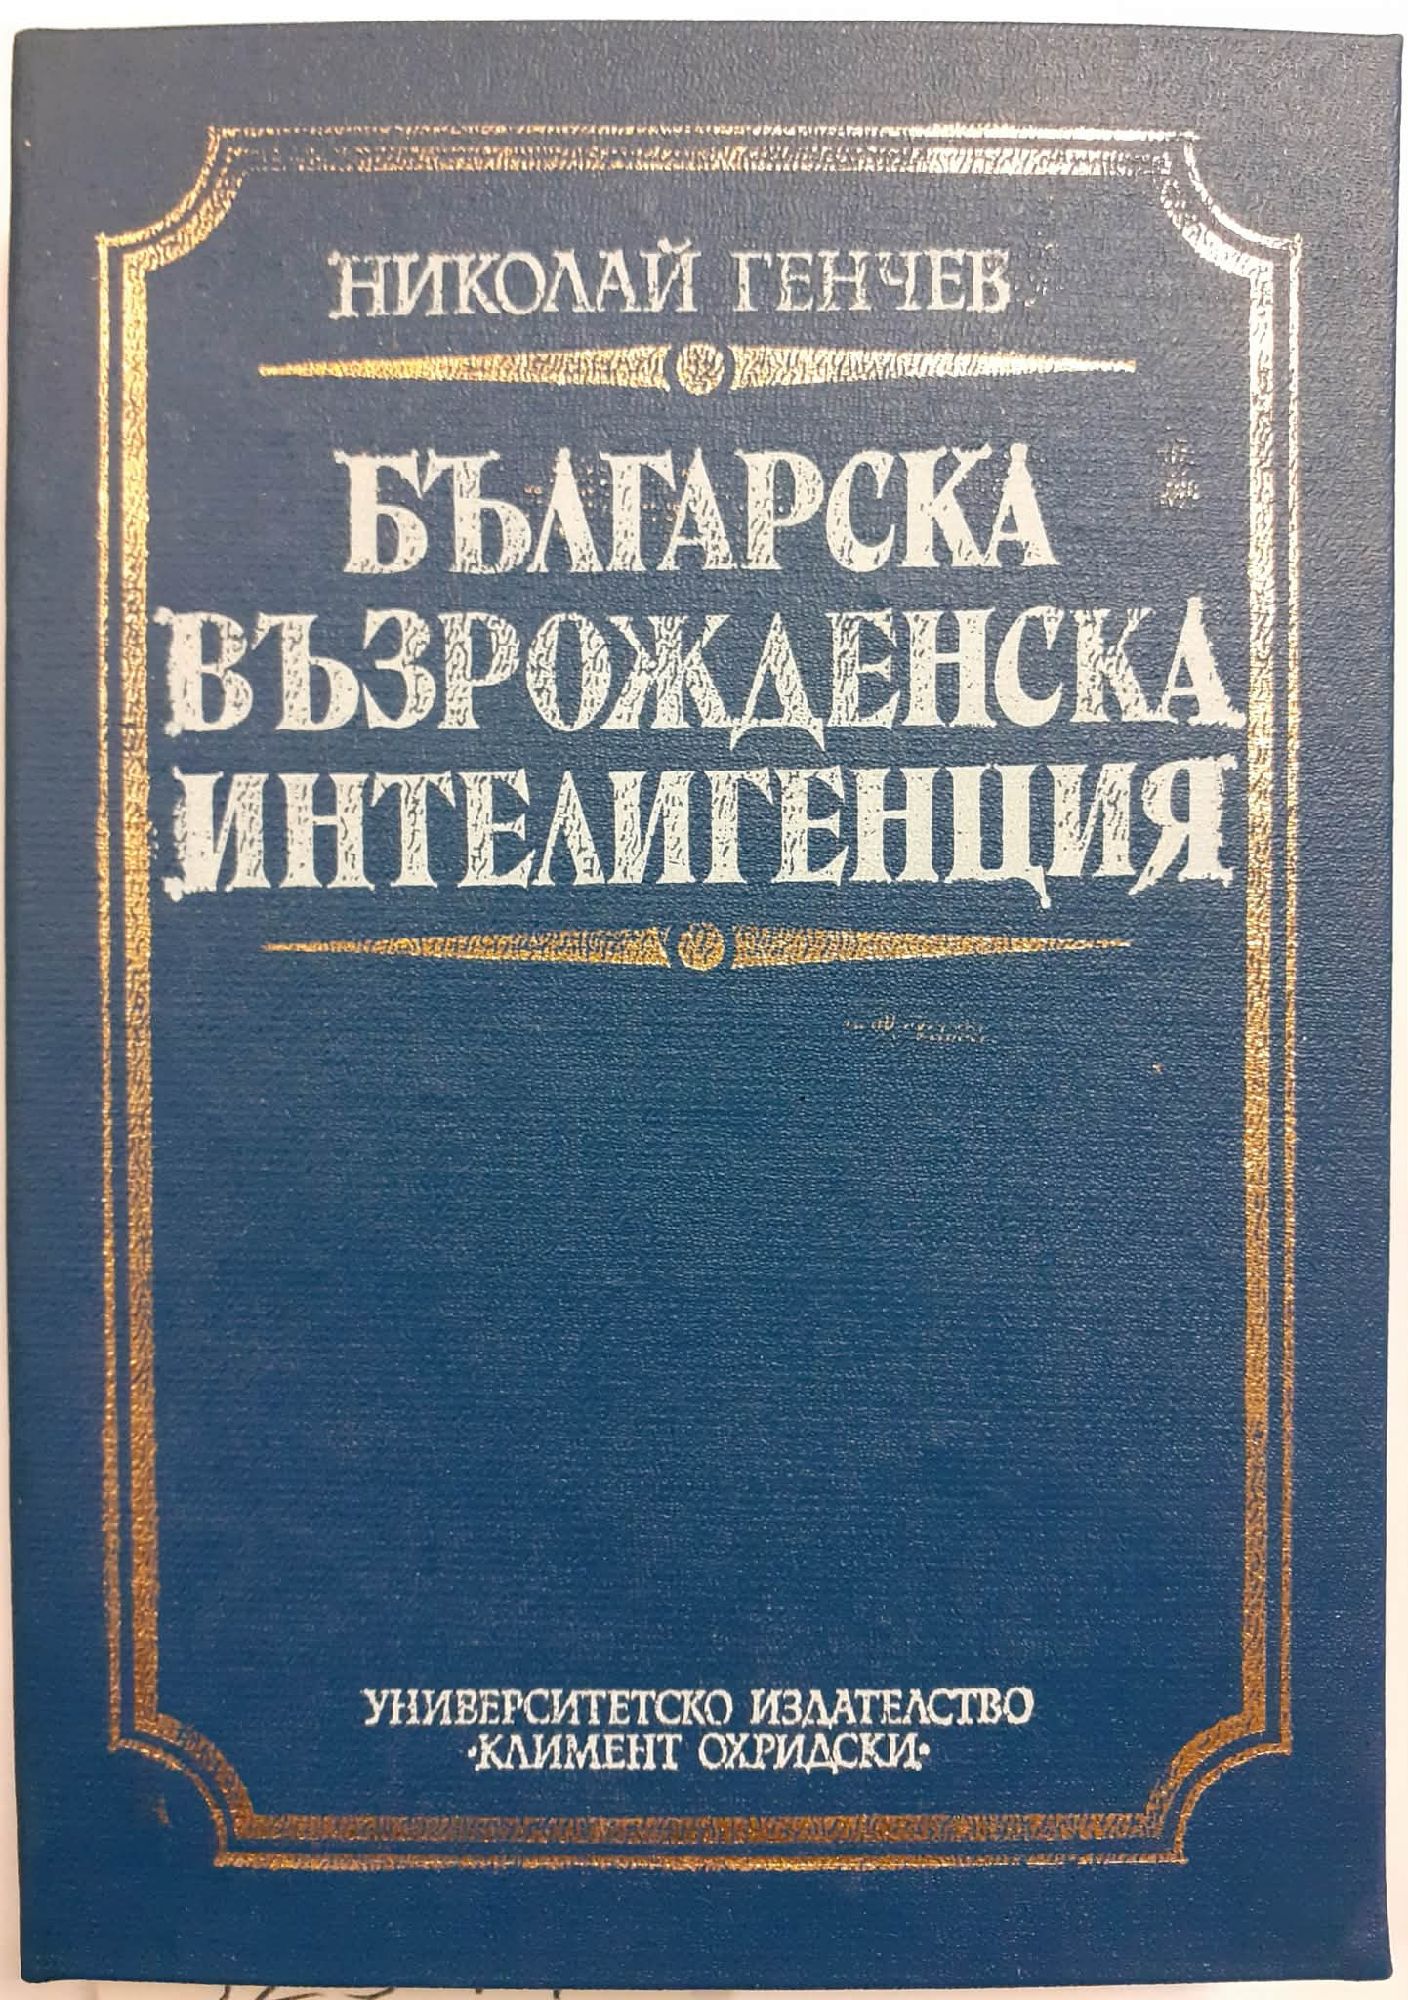 НИКОЛАЙ ГЕНЧЕВ
БЪЛГАРСКА
ВЪЗРОЖДЕНСКА
ИНТЕЛИГЕНЦИЯ
УНИВЕРСИТЕТСКО ИЗДАТЕЛСТВО
·КЛИМЕНТ ОХРИДСКИ·